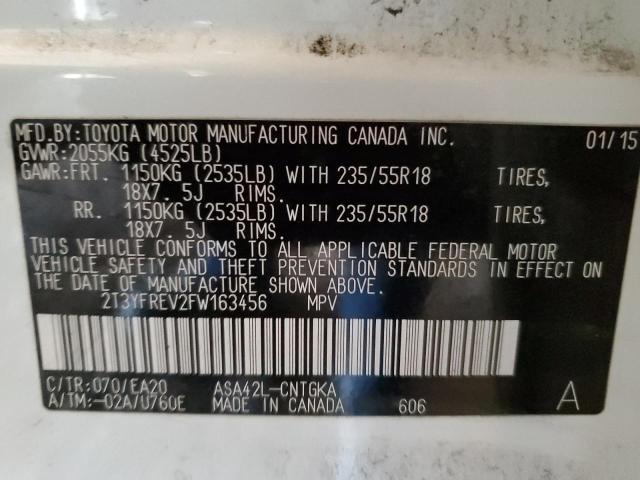 MFD.BY:TOYOTA MOTOR MANUFACTURING CANADA INC. 01/15
GVWR:2055KG (4525LB)
GAWR:FRT. 1150KG (2535LB) WITH 235/55R18 TIRES,
18X7.5J RIMS.
RR. 1150KG (2535LB) WITH 235/55R18 TIRES,
18X7.5J RIMS.
THIS VEHICLE CONFORMS TO ALL APPLICABLE FEDERAL MOTOR
VEHICLE SAFETY AND THEFT PREVENTION STANDARDS IN EFFECT ON
THE DATE OF MANUFACTURE SHOWN ABOVE.
2T3YFREV2FW163456 MPV
C/TR:070/EA20 ASA42L-CNTGKA
A/TM:-02A/U760E MADE IN CANADA 606 A